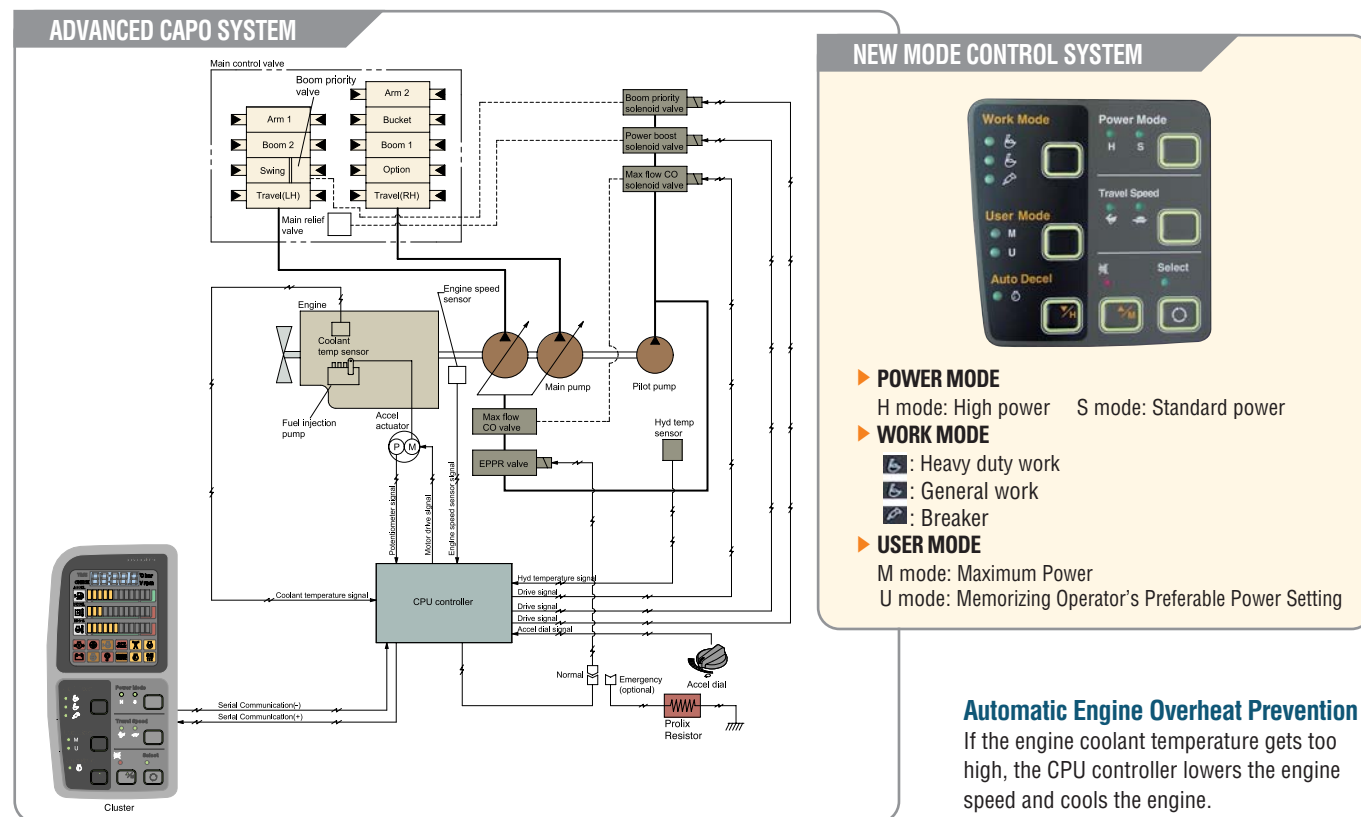 ADVANCED CAPO SYSTEM
Main control valve
Boom priority
valve
Arm 1
Boom 2
Swing
Travel(LH)
Arm 2
Bucket
Boom 1
Option
Travel(RH)
Main relief
valve
Boom priority
solenoid valve
Power boost
solenoid valve
Max flow CO
solenoid valve
Engine speed
sensor
Engine
Coolant
temp sensor
Fuel injection
pump
Accel
actuator
P
M
Main pump
Pilot pump
Max flow
CO valve
EPPR valve
Hyd temp
sensor
Potentiometer signal
Motor drive signal
Engine speed sensor signal
Coolant temperature signal
CPU controller
Hyd temperature signal
Drive signal
Drive signal
Drive signal
Accel dial signal
Normal
Emergency
(optional)
Accel dial
Prolix
Resistor
Serial Communication(-)
Serial Communication(+)
Power Mode
H S
Travel Speed
M
U
Select
Cluster
NEW MODE CONTROL SYSTEM
Work Mode
Power Mode
H S
Travel Speed
User Mode
M
U
Select
Auto Decel
▼/H
▲/M
POWER MODE
H mode: High power S mode: Standard power
WORK MODE
: Heavy duty work
: General work
: Breaker
USER MODE
M mode: Maximum Power
U mode: Memorizing Operator's Preferable Power Setting
Automatic Engine Overheat Prevention
If the engine coolant temperature gets too
high, the CPU controller lowers the engine
speed and cools the engine.